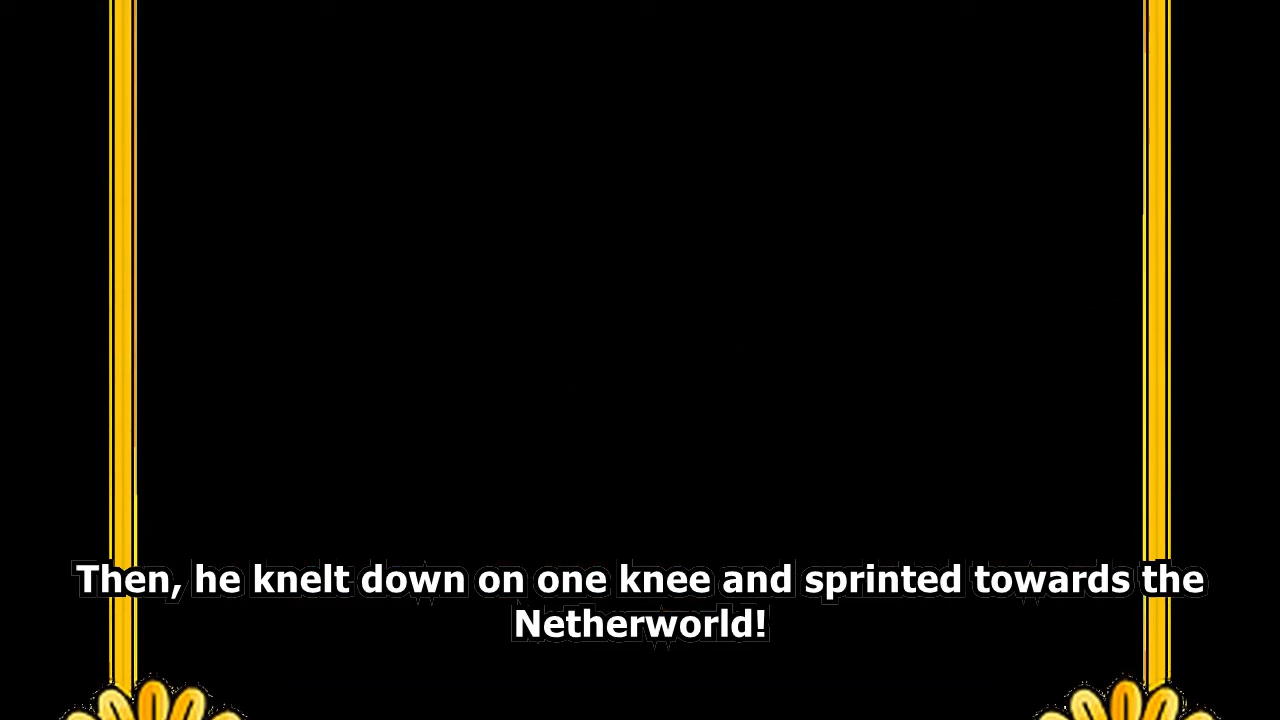 Then, he knelt down on one knee and sprinted towards the
Netherworld!